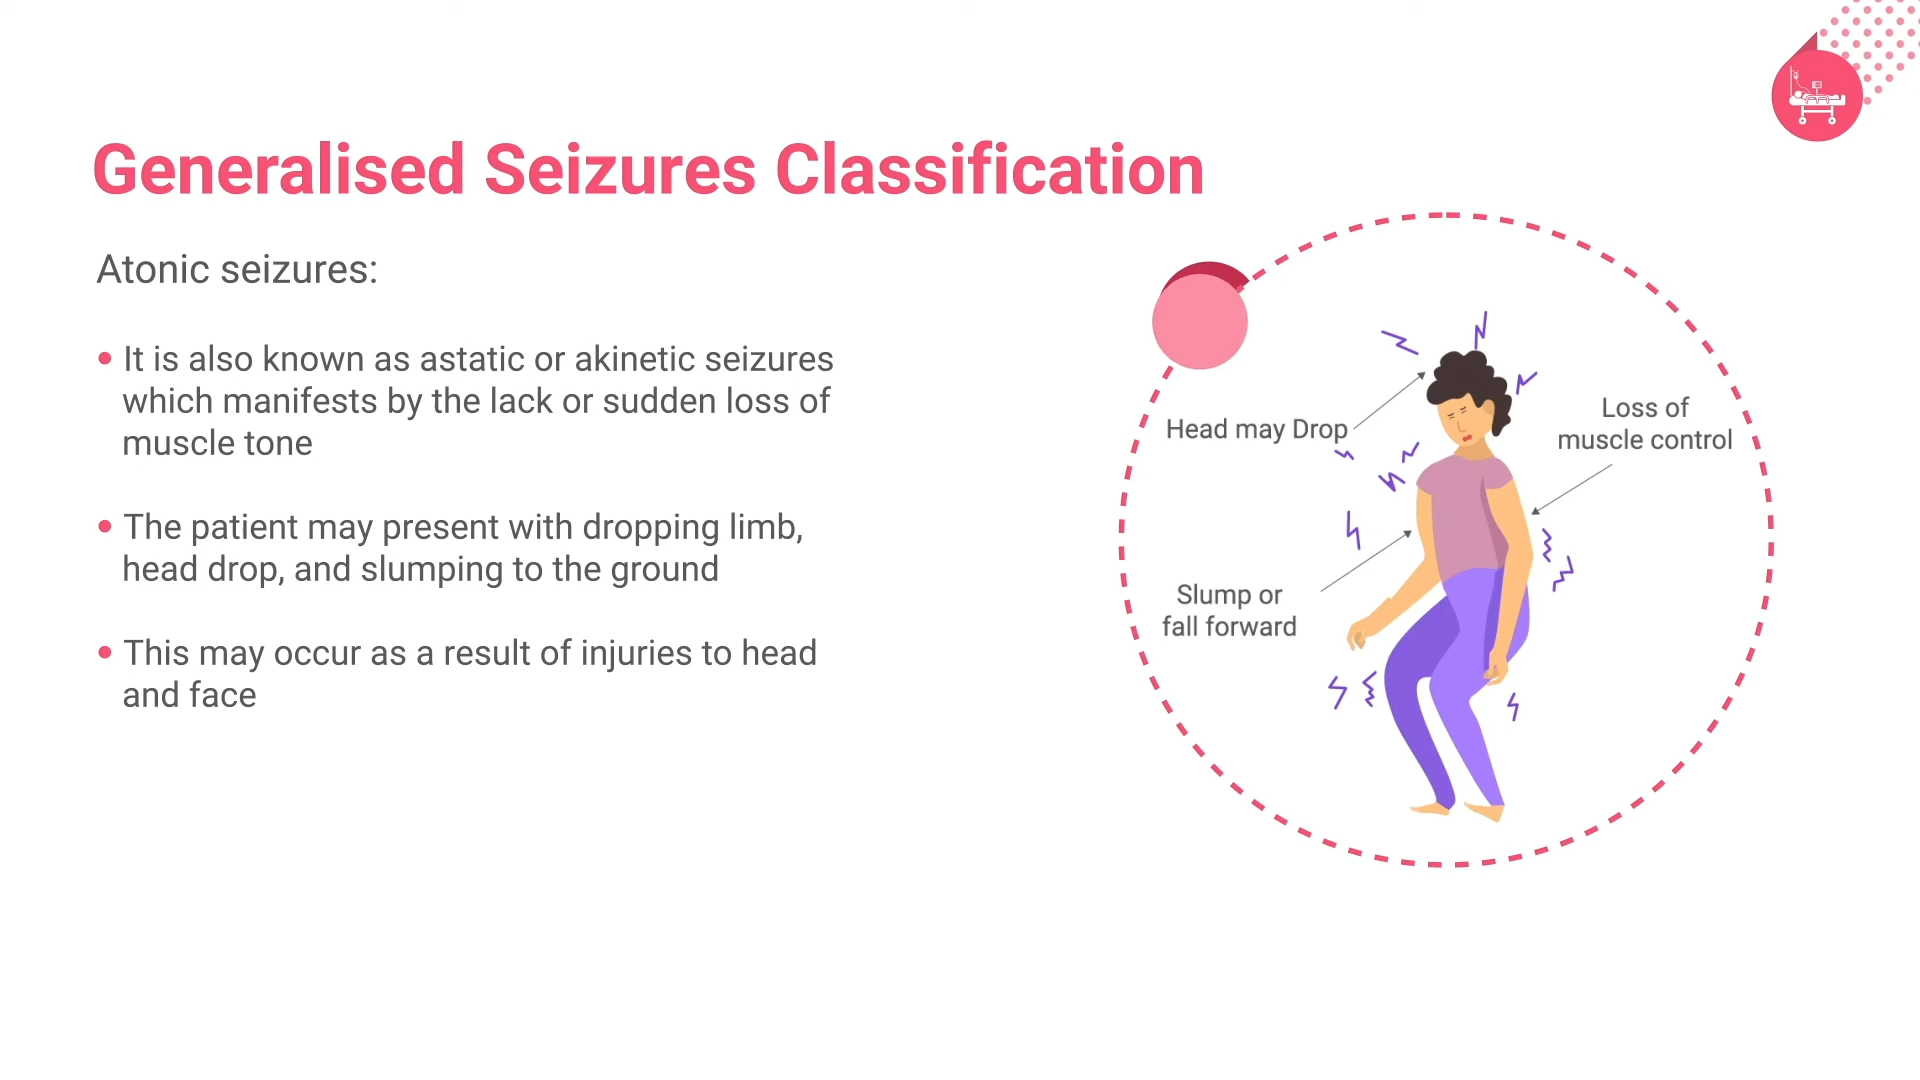 Generalised Seizures Classification
Atonic seizures:
• It is also known as astatic or akinetic seizures
which manifests by the lack or sudden loss of
muscle tone
• The patient may present with dropping limb,
head drop, and slumping to the ground
• This may occur as a result of injuries to head
and face
Head may Drop
Loss of
muscle control
Slump or
fall forward